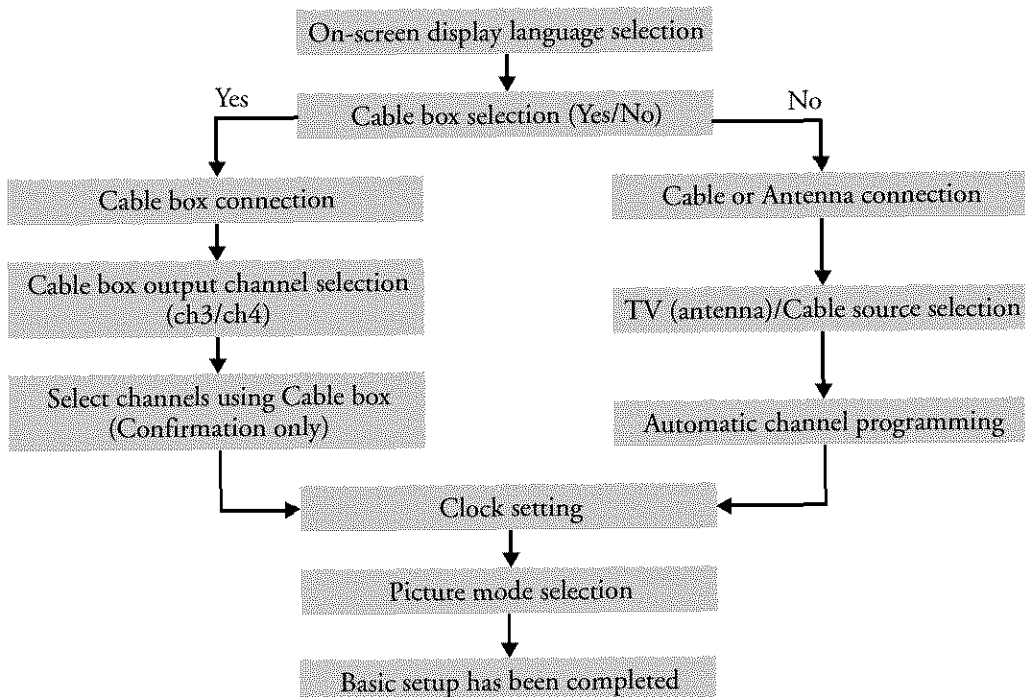 On-screen display language selection
Yes
Cable box selection (Yes/No)
No
Cable box connection
Cable box output channel selection
(ch3/ch4)
Select channels using Cable box
(Confirmation only)
Cable or Antenna connection
TV (antenna)/Cable source selection
Automatic channel programming
Clock setting
Picture mode selection
Basic setup has been completed